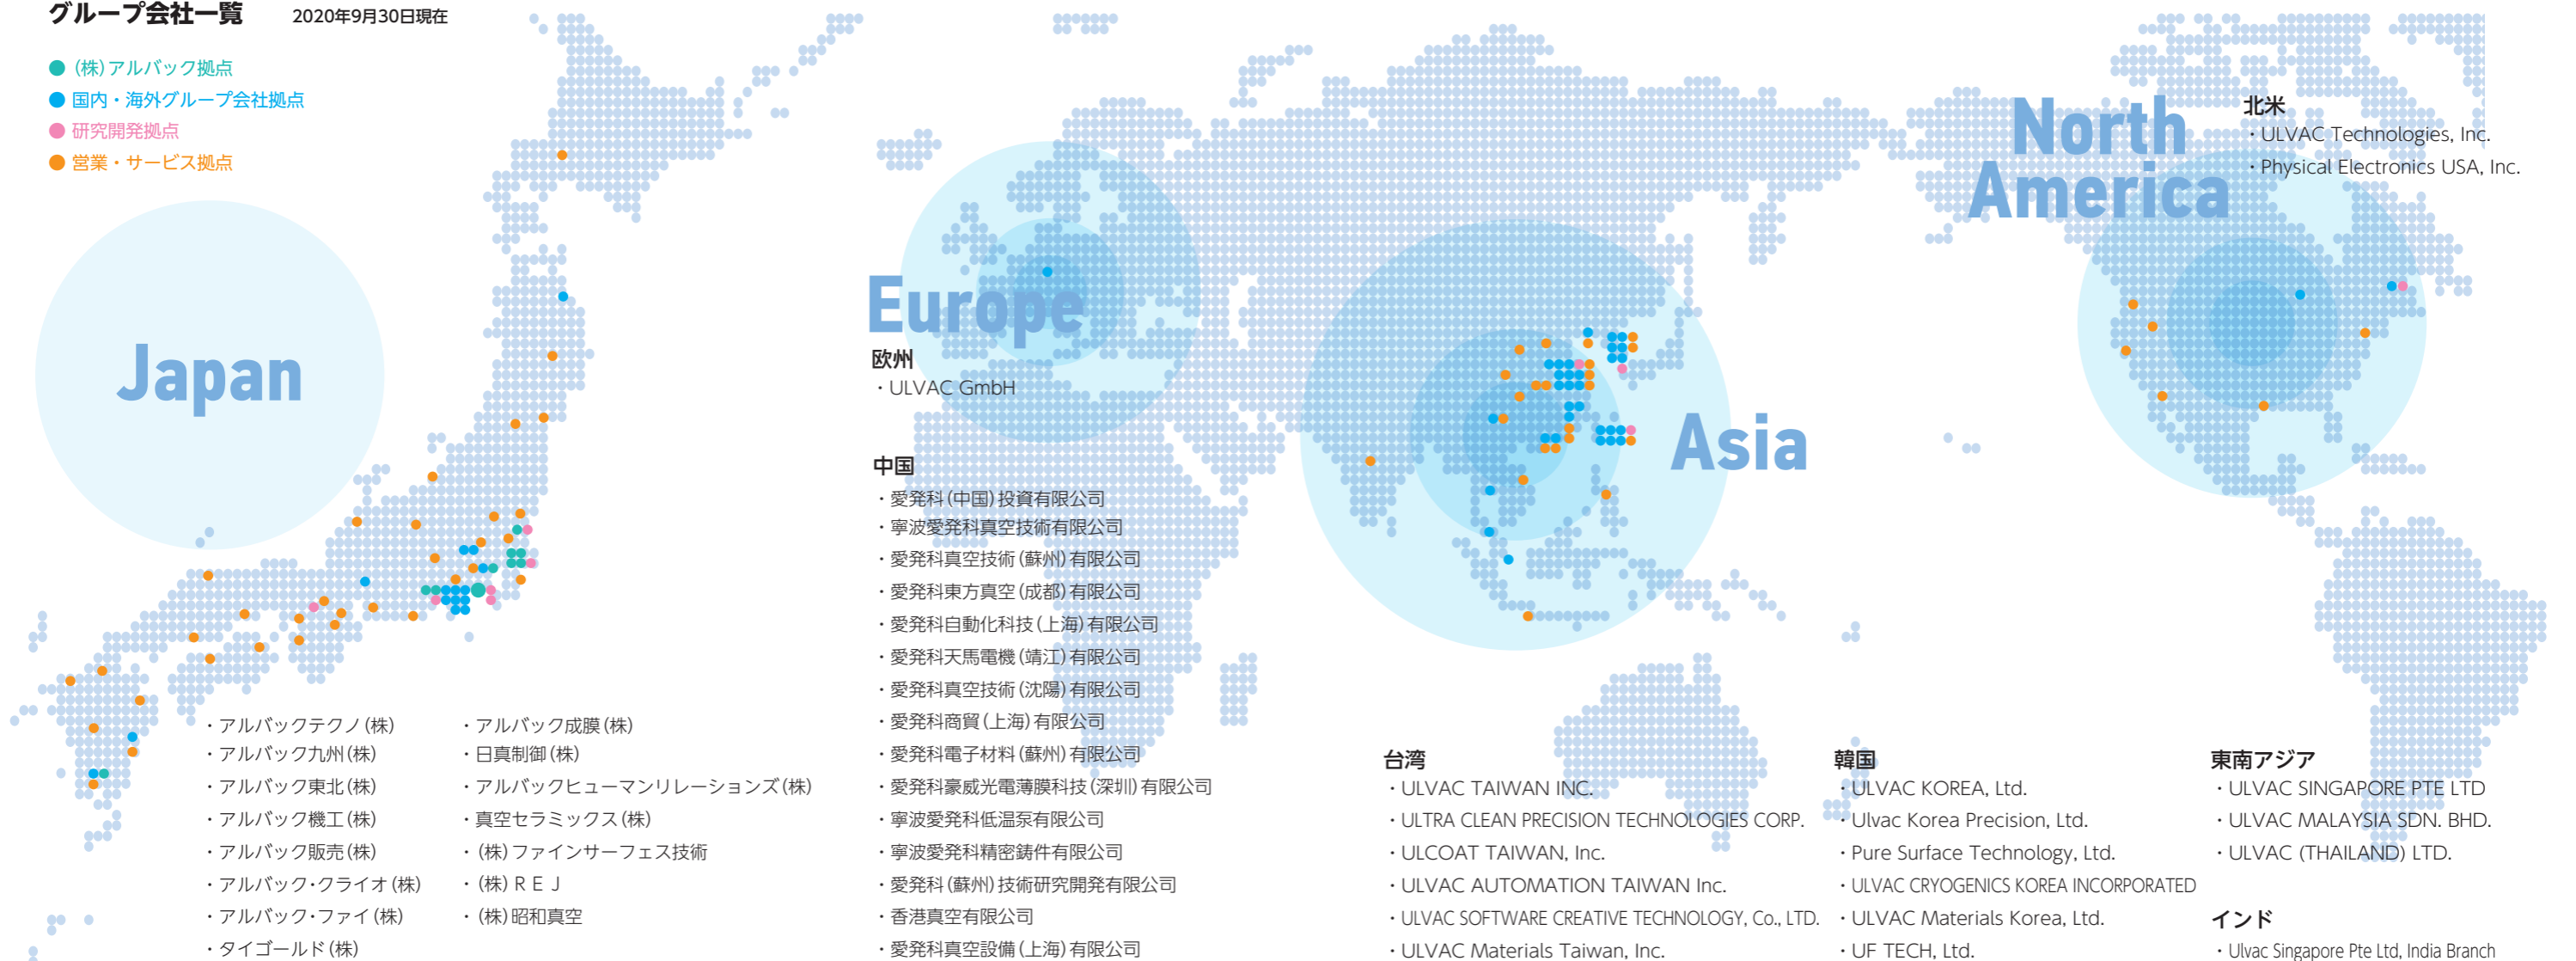 グループ会社一覧 2020年9月30日現在
(株)アルバック拠点
国内・海外グループ会社拠点
研究開発拠点
営業・サービス拠点
Japan
・アルバックテクノ(株)
・アルバック九州(株)
・アルバック東北(株)
・アルバック機工(株)
・アルバック販売(株)
・アルバック・クライオ(株)
・アルバック・ファイ(株)
・タイゴールド(株)
・アルバック成膜(株)
・日真制御(株)
・アルバックヒューマンリレーションズ(株)
・真空セラミックス(株)
・(株)ファインサーフェス技術
・(株)ＲＥＪ
・(株)昭和真空
Europe
欧州
・ULVAC GmbH
中国
・愛発科(中国)投資有限公司
・寧波愛発科真空技術有限公司
・愛発科真空技術(蘇州)有限公司
・愛発科東方真空(成都)有限公司
・愛発科自動化科技(上海)有限公司
・愛発科天馬電機(靖江)有限公司
・愛発科真空技術(沈陽)有限公司
・愛発科商貿(上海)有限公司
・愛発科電子材料(蘇州)有限公司
・愛発科豪威光電薄膜科技(深圳)有限公司
・寧波愛発科低温泵有限公司
・寧波愛発科精密鋳件有限公司
・愛発科(蘇州)技術研究開発有限公司
・香港真空有限公司
・愛発科真空設備(上海)有限公司
Asia
台湾
・ULVAC TAIWAN INC.
・ULTRA CLEAN PRECISION TECHNOLOGIES CORP.
・ULCOAT TAIWAN, Inc.
・ULVAC AUTOMATION TAIWAN Inc.
・ULVAC SOFTWARE CREATIVE TECHNOLOGY, Co., LTD.
・ULVAC Materials Taiwan, Inc.
韓国
・ULVAC KOREA, Ltd.
・Ulvac Korea Precision, Ltd.
・Pure Surface Technology, Ltd.
・ULVAC CRYOGENICS KOREA INCORPORATED
・ULVAC Materials Korea, Ltd.
・UF TECH, Ltd.
東南アジア
・ULVAC SINGAPORE PTE LTD
・ULVAC MALAYSIA SDN. BHD.
・ULVAC (THAILAND) LTD.
インド
・Ulvac Singapore Pte Ltd, India Branch
North
America
北米
・ULVAC Technologies, Inc.
・Physical Electronics USA, Inc.